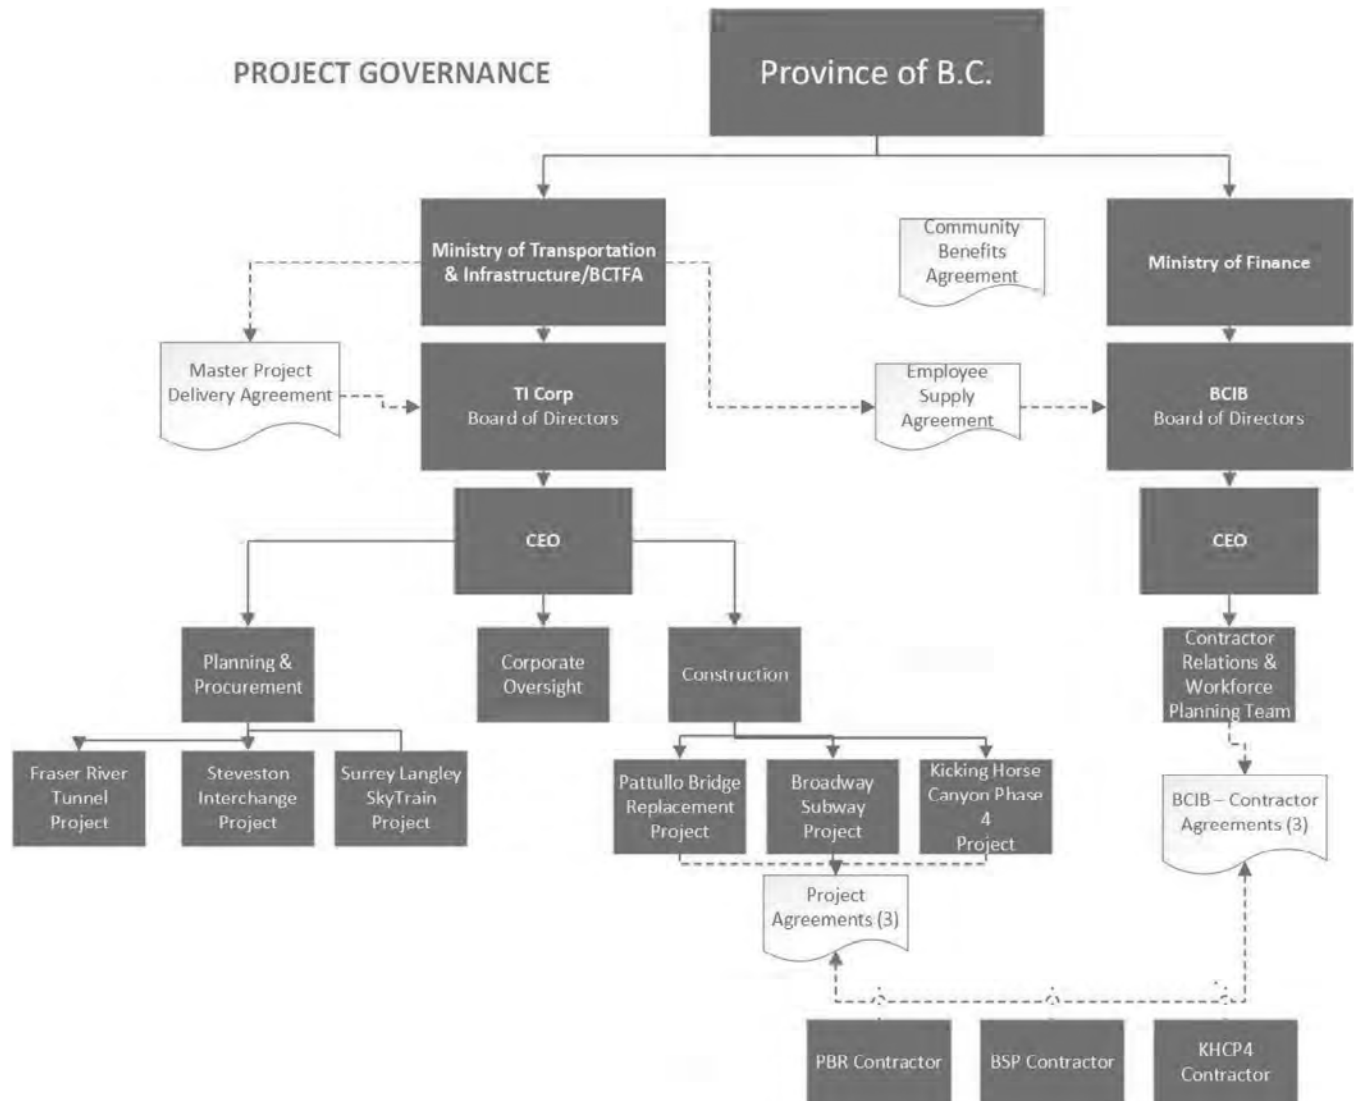 PROJECT GOVERNANCE
Province of B.C.
Ministry of Transportation
& Infrastructure/BCTFA
Community
Benefits
Agreement
Ministry of Finance
Master Project
Delivery Agreement
TI Corp
Board of Directors
Employee
Supply
Agreement
BCIB
Board of Directors
CEO
CEO
Planning &
Procurement
Corporate
Oversight
Construction
Contractor
Relations &
Workforce
Planning Team
Fraser River
Tunnel
Project
Steveston
Interchange
Project
Surrey Langley
SkyTrain
Project
Pattullo Bridge
Replacement
Project
Broadway
Subway
Project
Kicking Horse
Canyon Phase
4
Project
BCIB – Contractor
Agreements (3)
Project
Agreements (3)
PBR Contractor
BSP Contractor
KHCP4
Contractor